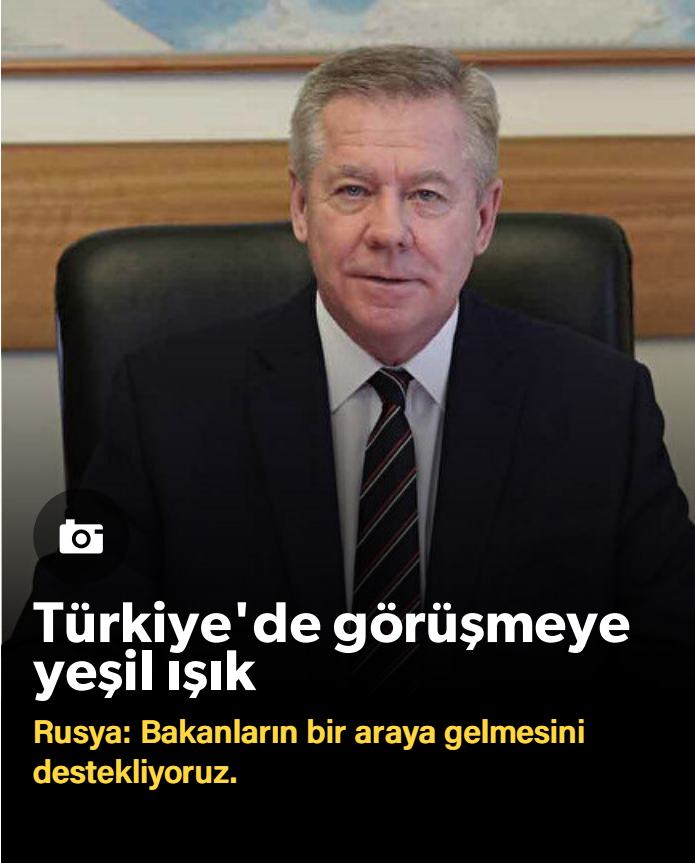 Türkiye'de görüşmeye
yeşil ışık
Rusya: Bakanların bir araya gelmesini
destekliyoruz.